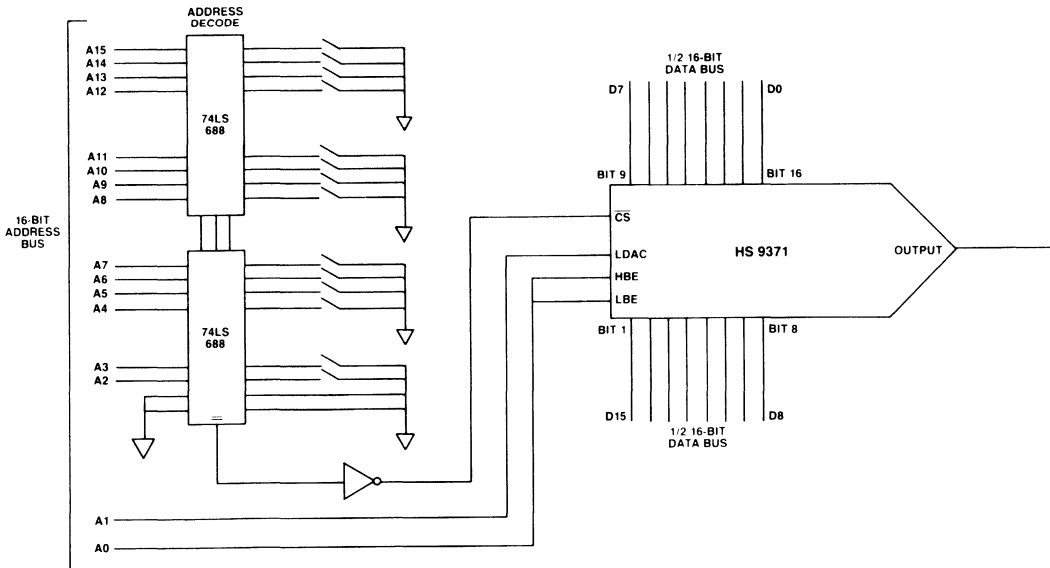 ADDRESS
DECODE
A15
A14
A13
A12
74LS
688
A11
A10
A9
A8
16-BIT
ADDRESS
BUS
A7
A6
A5
A4
74LS
688
A3
A2
=
A1
A0
1/2 16-BIT
DATA BUS
D7
D0
BIT 9
BIT 16
CS
LDAC
HBE
LBE
HS 9371
OUTPUT
BIT 1
BIT 8
D15
D8
1/2 16-BIT
DATA BUS